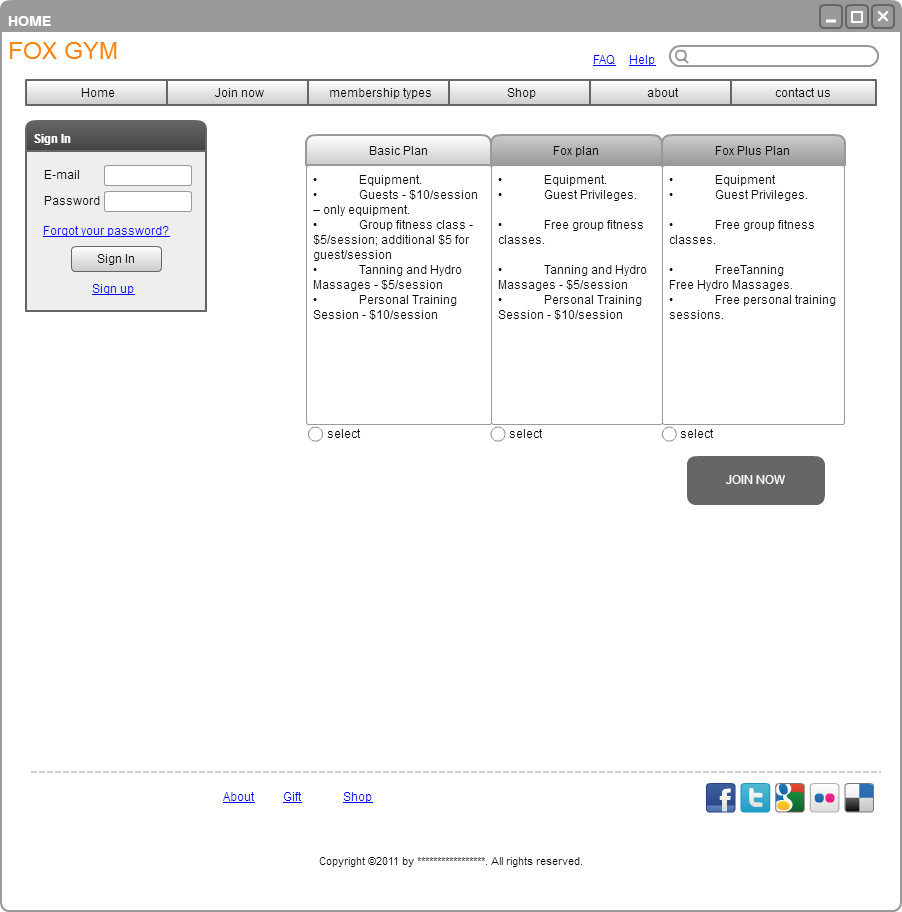 HOME
FOX GYM
FAQ Help
Home Join now membership types Shop about contact us
Sign In
E-mail
Password
Forgot your password?
Sign In
Sign up
Basic Plan
• Equipment.
• Guests - $10/session
– only equipment.
• Group fitness class -
$5/session; additional $5 for
guest/session
• Tanning and Hydro
Massages - $5/session
• Personal Training
Session - $10/session
select
Fox plan
• Equipment.
• Guest Privileges.
• Free group fitness
classes.
• Tanning and Hydro
Massages - $5/session
• Personal Training
Session - $10/session
select
Fox Plus Plan
• Equipment
• Guest Privileges.
• Free group fitness
classes.
• FreeTanning
Free Hydro Massages.
• Free personal training
sessions.
select
JOIN NOW
About Gift Shop
Copyright ©2011 by *****************. All rights reserved.